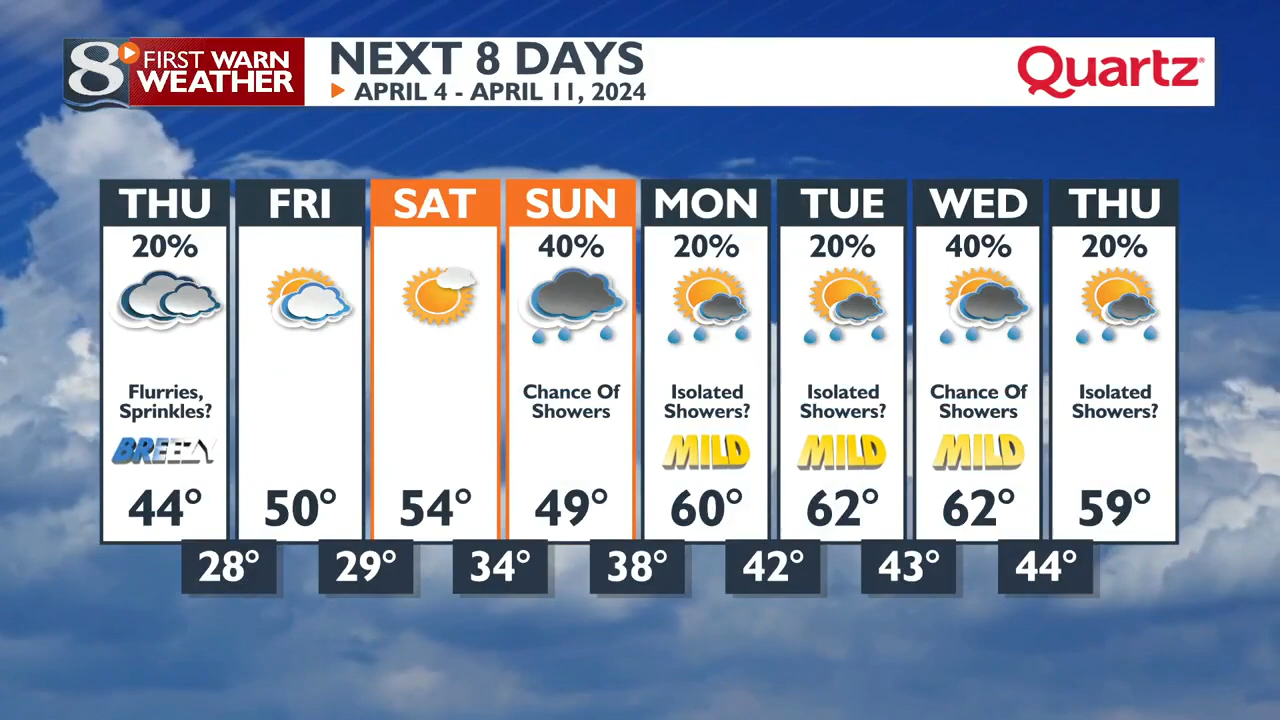 8 FIRST WARN
WEATHER
NEXT 8 DAYS
APRIL 4 - APRIL 11, 2024
Quartz®
THU
20%
Flurries,
Sprinkles?
BREEZY
44°
FRI
50°
SAT
54°
SUN
40%
Chance Of
Showers
49°
MON
20%
Isolated
Showers?
MILD
60°
TUE
20%
Isolated
Showers?
MILD
62°
WED
40%
Chance Of
Showers
MILD
62°
THU
20%
Isolated
Showers?
59°
28°
29°
34°
38°
42°
43°
44°